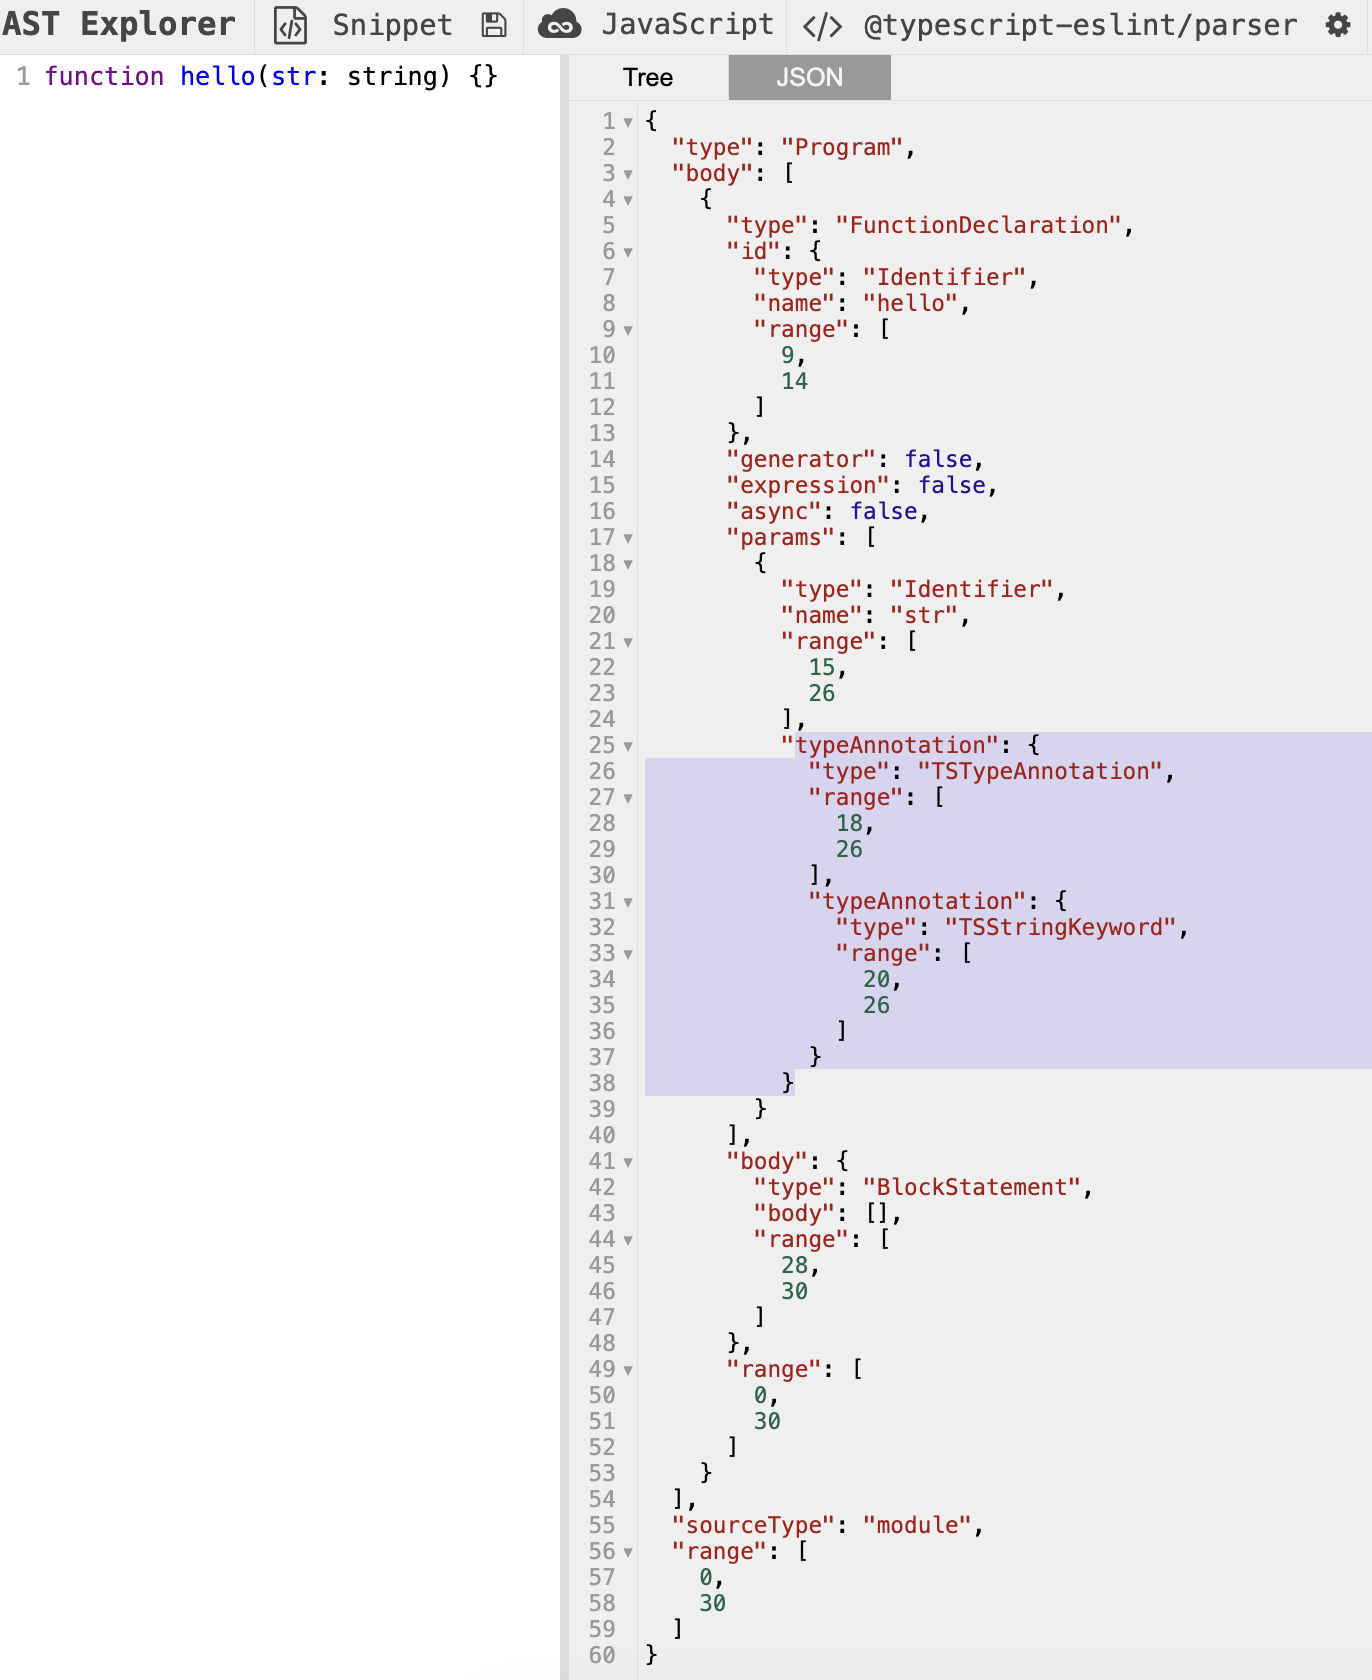 AST Explorer Snippet JavaScript </> @typescript-eslint/parser
1 function hello(str: string) {}
Tree JSON
1 {
2 "type": "Program",
3 "body": [
4 {
5 "type": "FunctionDeclaration",
6 "id": {
7 "type": "Identifier",
8 "name": "hello",
9 "range": [
10 9,
11 14
12 ]
13 },
14 "generator": false,
15 "expression": false,
16 "async": false,
17 "params": [
18 {
19 "type": "Identifier",
20 "name": "str",
21 "range": [
22 15,
23 26
24 ],
25 "typeAnnotation": {
26 "type": "TSTypeAnnotation",
27 "range": [
28 18,
29 26
30 ],
31 "typeAnnotation": {
32 "type": "TSStringKeyword",
33 "range": [
34 20,
35 26
36 ]
37 }
38 }
39 }
40 ],
41 "body": {
42 "type": "BlockStatement",
43 "body": [],
44 "range": [
45 28,
46 30
47 ]
48 },
49 "range": [
50 0,
51 30
52 ]
53 }
54 ],
55 "sourceType": "module",
56 "range": [
57 0,
58 30
59 ]
60 }